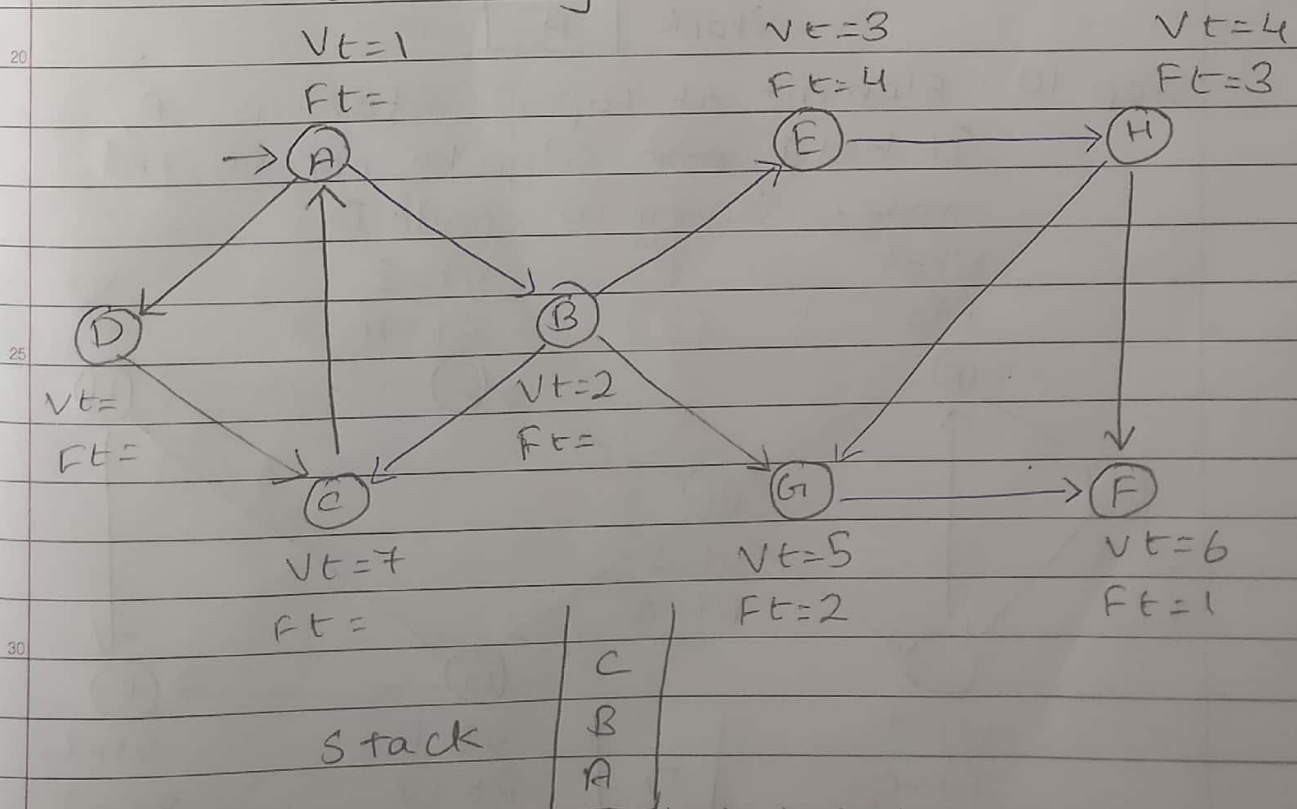 20
Vt=1
Ft=
Vt=3
Ft=4
Vt=4
Ft=3
A
E
H
D
B
25
Vt=
Ft=
Vt=2
Ft=
C
G
F
Vt=7
Ft=
Vt=5
Ft=2
Vt=6
Ft=1
30
C
B
A
Stack